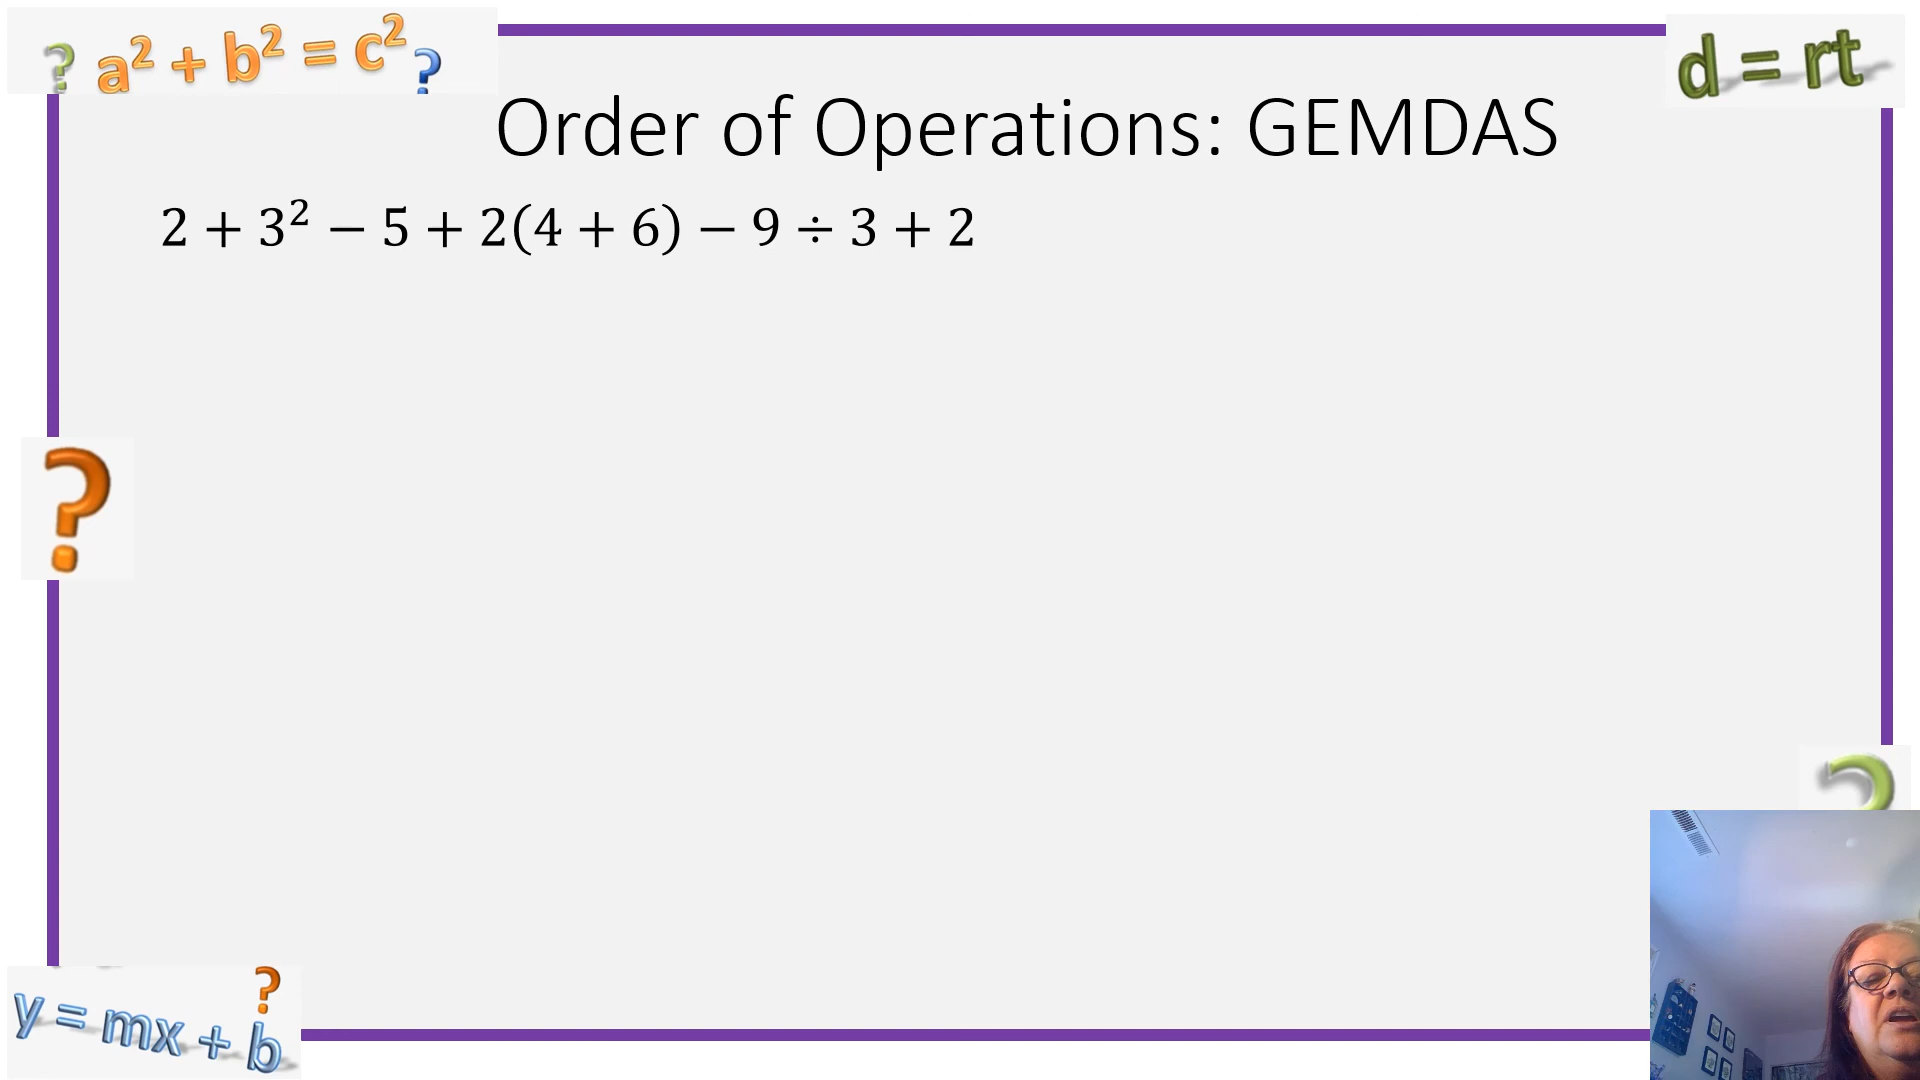 ? a² + b² = c² ?
d = rt
Order of Operations: GEMDAS
2 + 3² − 5 + 2(4 + 6) − 9 ÷ 3 + 2
?
?
?
y = mx + b